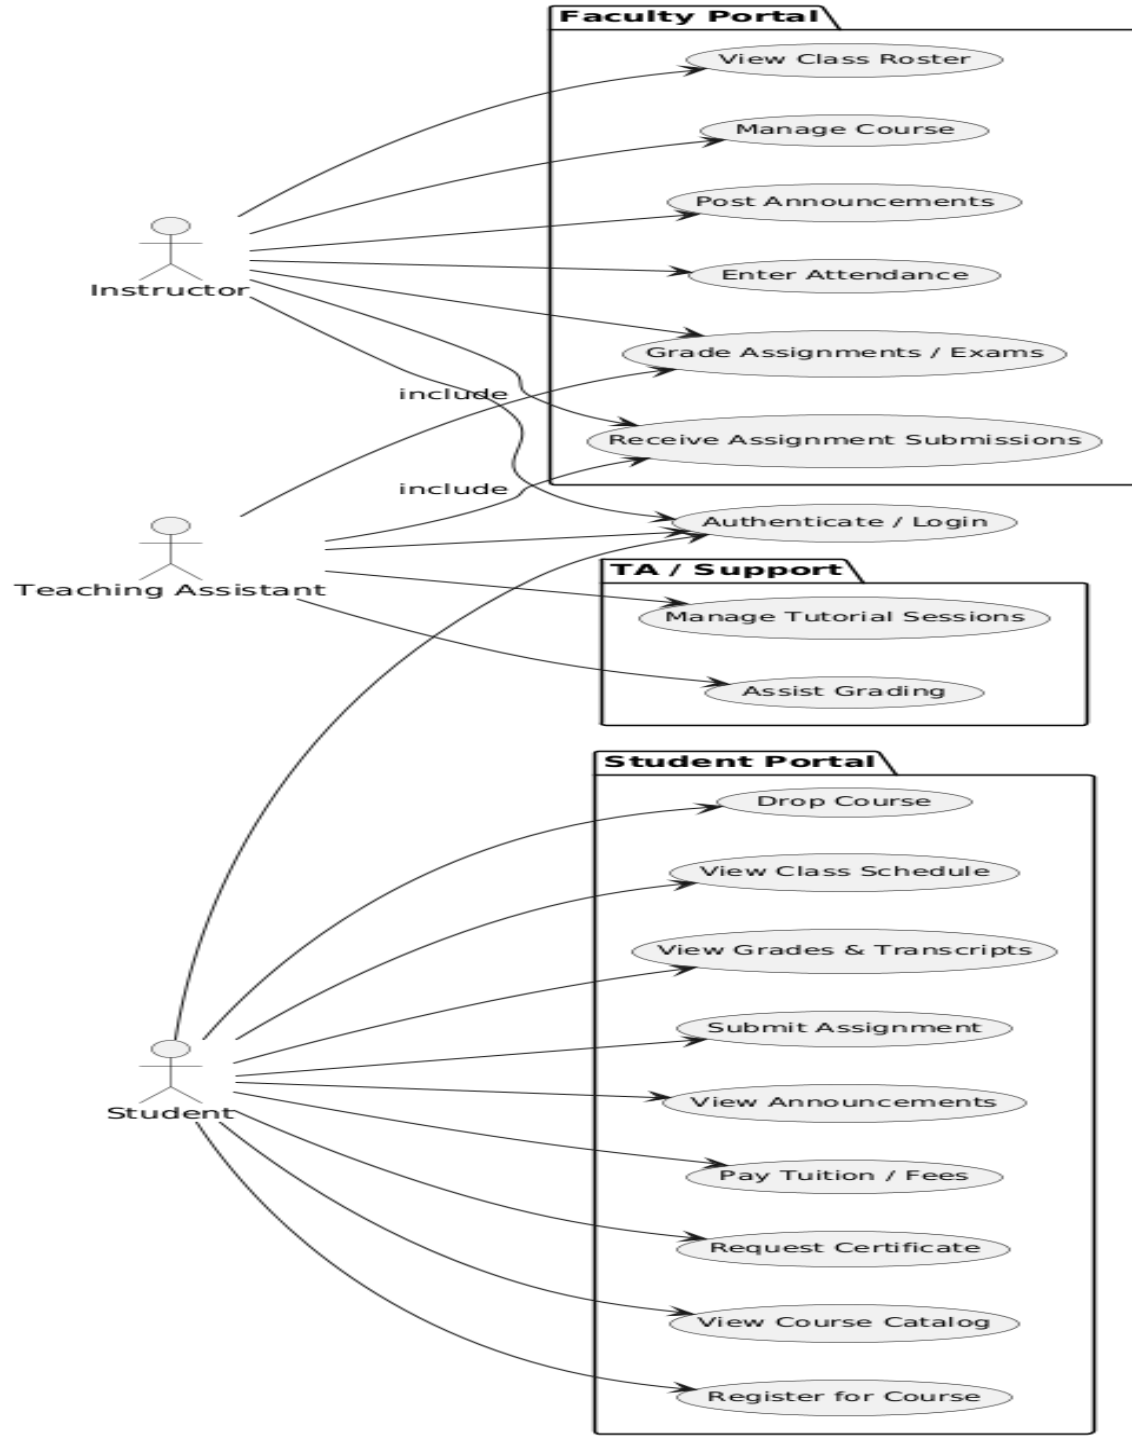 Faculty Portal
View Class Roster
Manage Course
Post Announcements
Enter Attendance
Instructor
Grade Assignments / Exams
include
Receive Assignment Submissions
include
Authenticate / Login
TA / Support
Teaching Assistant
Manage Tutorial Sessions
Assist Grading
Student Portal
Drop Course
View Class Schedule
View Grades & Transcripts
Submit Assignment
View Announcements
Student
Pay Tuition / Fees
Request Certificate
View Course Catalog
Register for Course